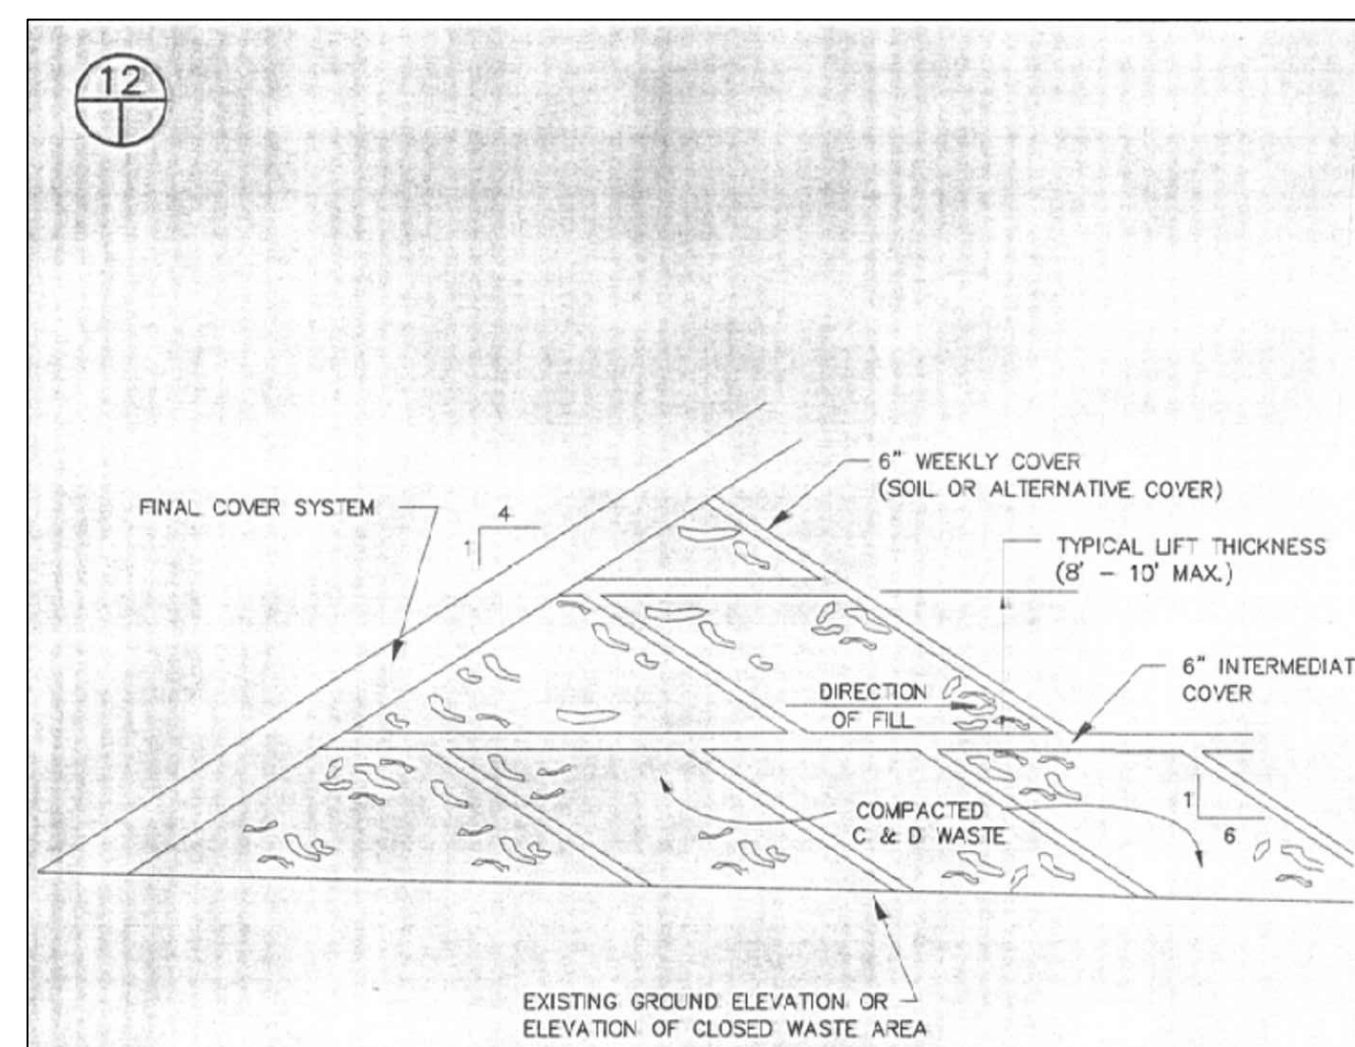 12
6" WEEKLY COVER
(SOIL OR ALTERNATIVE COVER)
FINAL COVER SYSTEM
4
1
TYPICAL LIFT THICKNESS
(8' – 10' MAX.)
6" INTERMEDIAT
COVER
DIRECTION
OF FILL
COMPACTED
C & D WASTE
1
6
EXISTING GROUND ELEVATION OR
ELEVATION OF CLOSED WASTE AREA